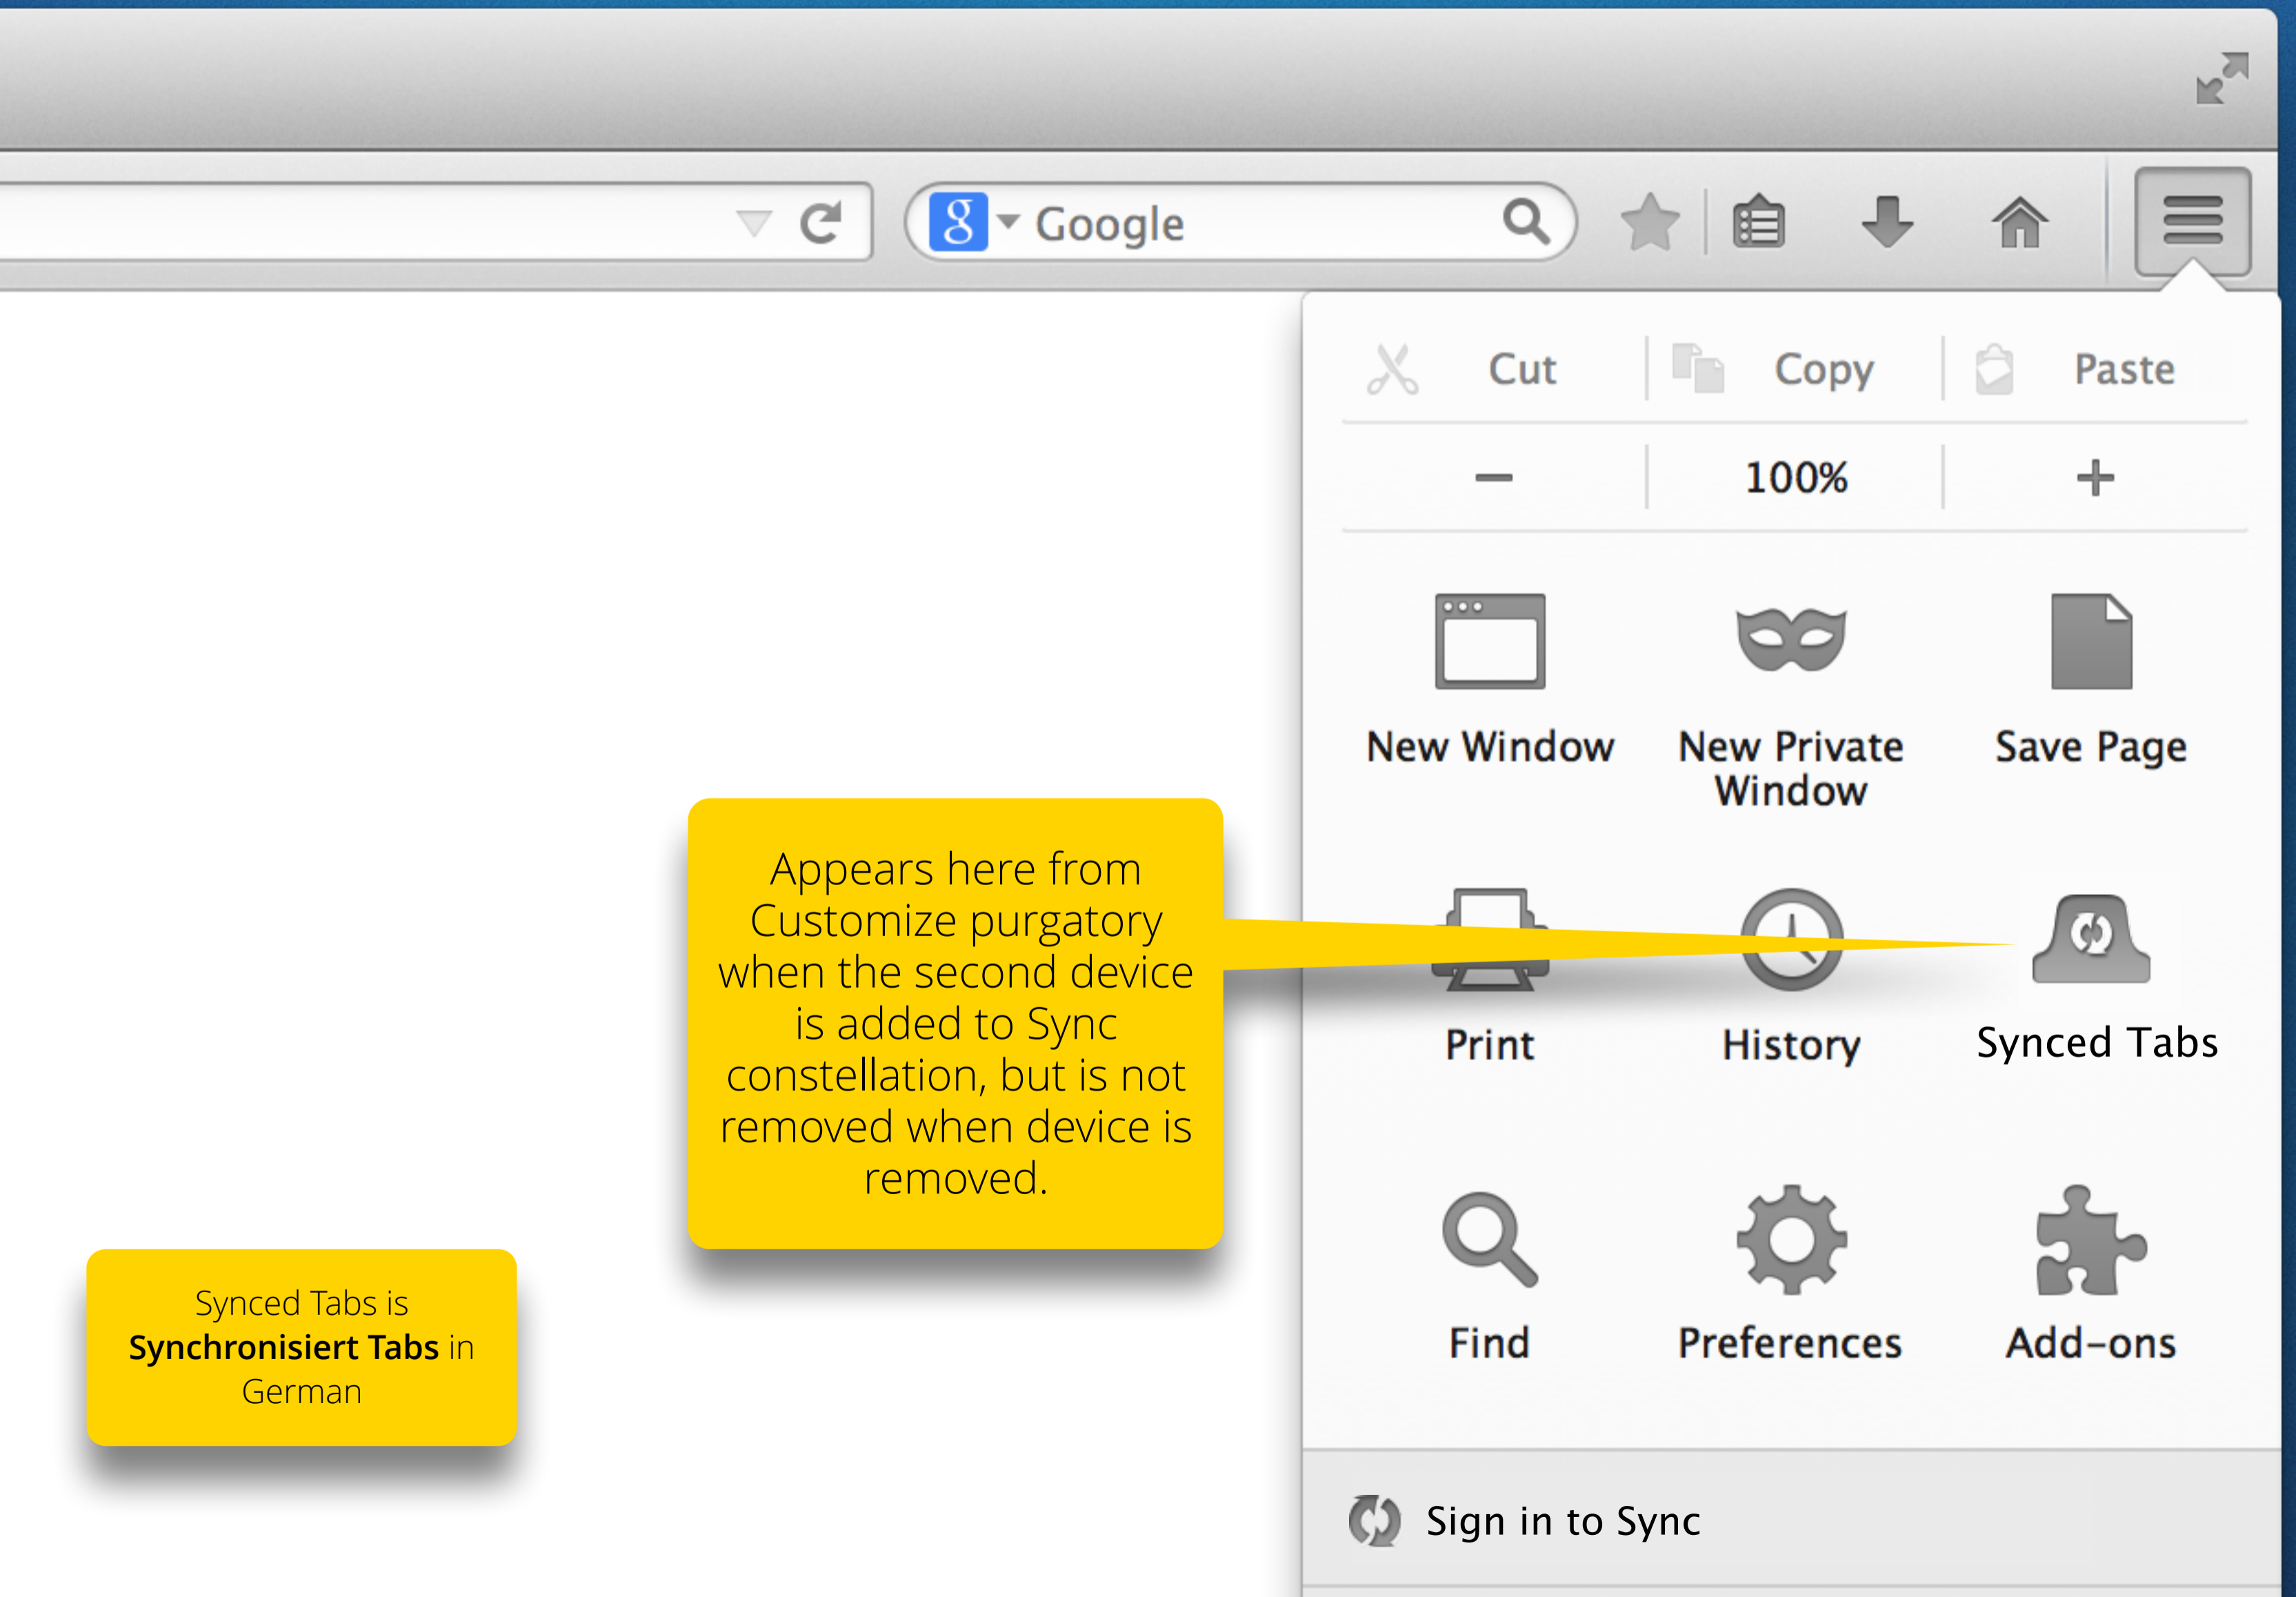 g Google
Cut Copy Paste
− 100% +
New Window New Private Window Save Page
Appears here from
Customize purgatory
when the second device
is added to Sync
constellation, but is not
removed when device is
removed.
Print History Synced Tabs
Synced Tabs is
Synchronisiert Tabs in
German
Find Preferences Add-ons
Sign in to Sync